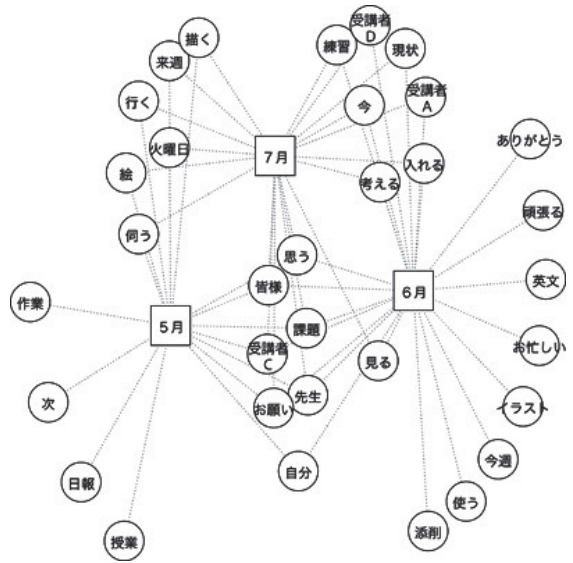 描く
来週
行く
火曜日
絵
伺う
練習
受講者
D
現状
今
受講者
A
考える
入れる
7月
ありがとう
頑張る
英文
お忙しい
イラスト
今週
使う
添削
6月
思う
皆様
課題
受講者
C
見る
お願い
先生
自分
5月
作業
次
日報
授業